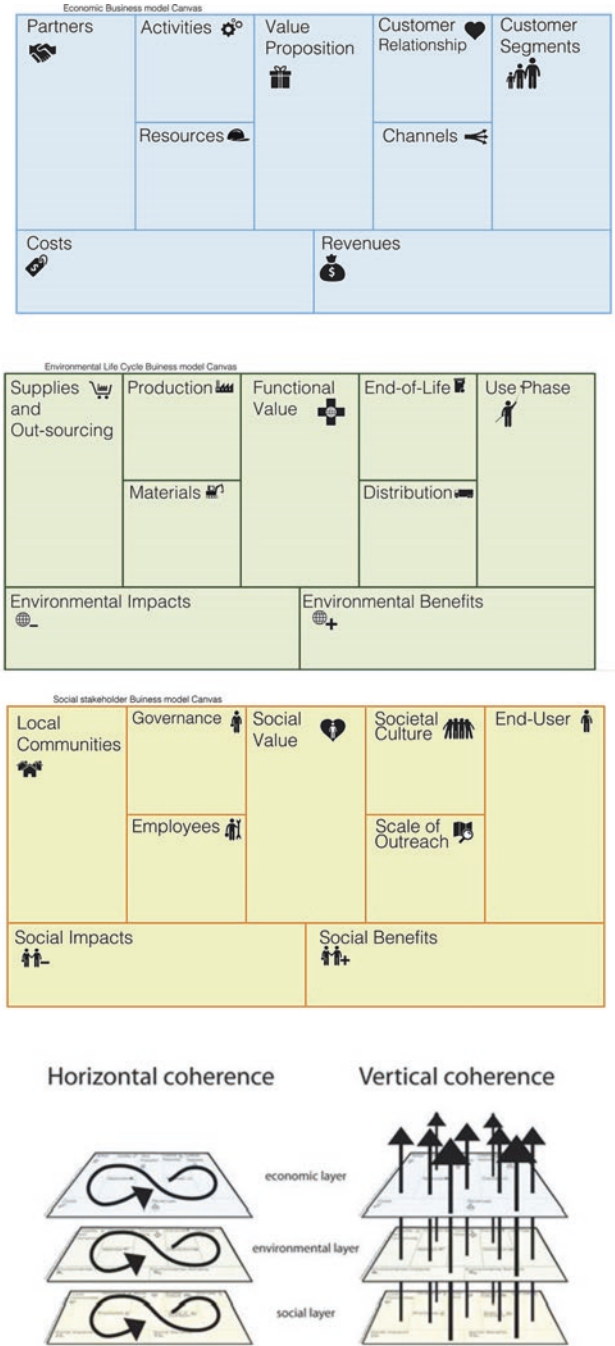 Economic Business model Canvas
Partners
Activities
Value
Proposition
Customer
Relationship
Customer
Segments
Resources
Channels
Costs
Revenues
Environmental Life Cycle Buiness model Canvas
Supplies
and
Out-sourcing
Production
Functional
Value
End-of-Life
Use Phase
Materials
Distribution
Environmental Impacts
Environmental Benefits
Social stakeholder Buiness model Canvas
Local
Communities
Governance
Social
Value
Societal
Culture
End-User
Employees
Scale of
Outreach
Social Impacts
Social Benefits
Horizontal coherence
Vertical coherence
economic layer
environmental layer
social layer